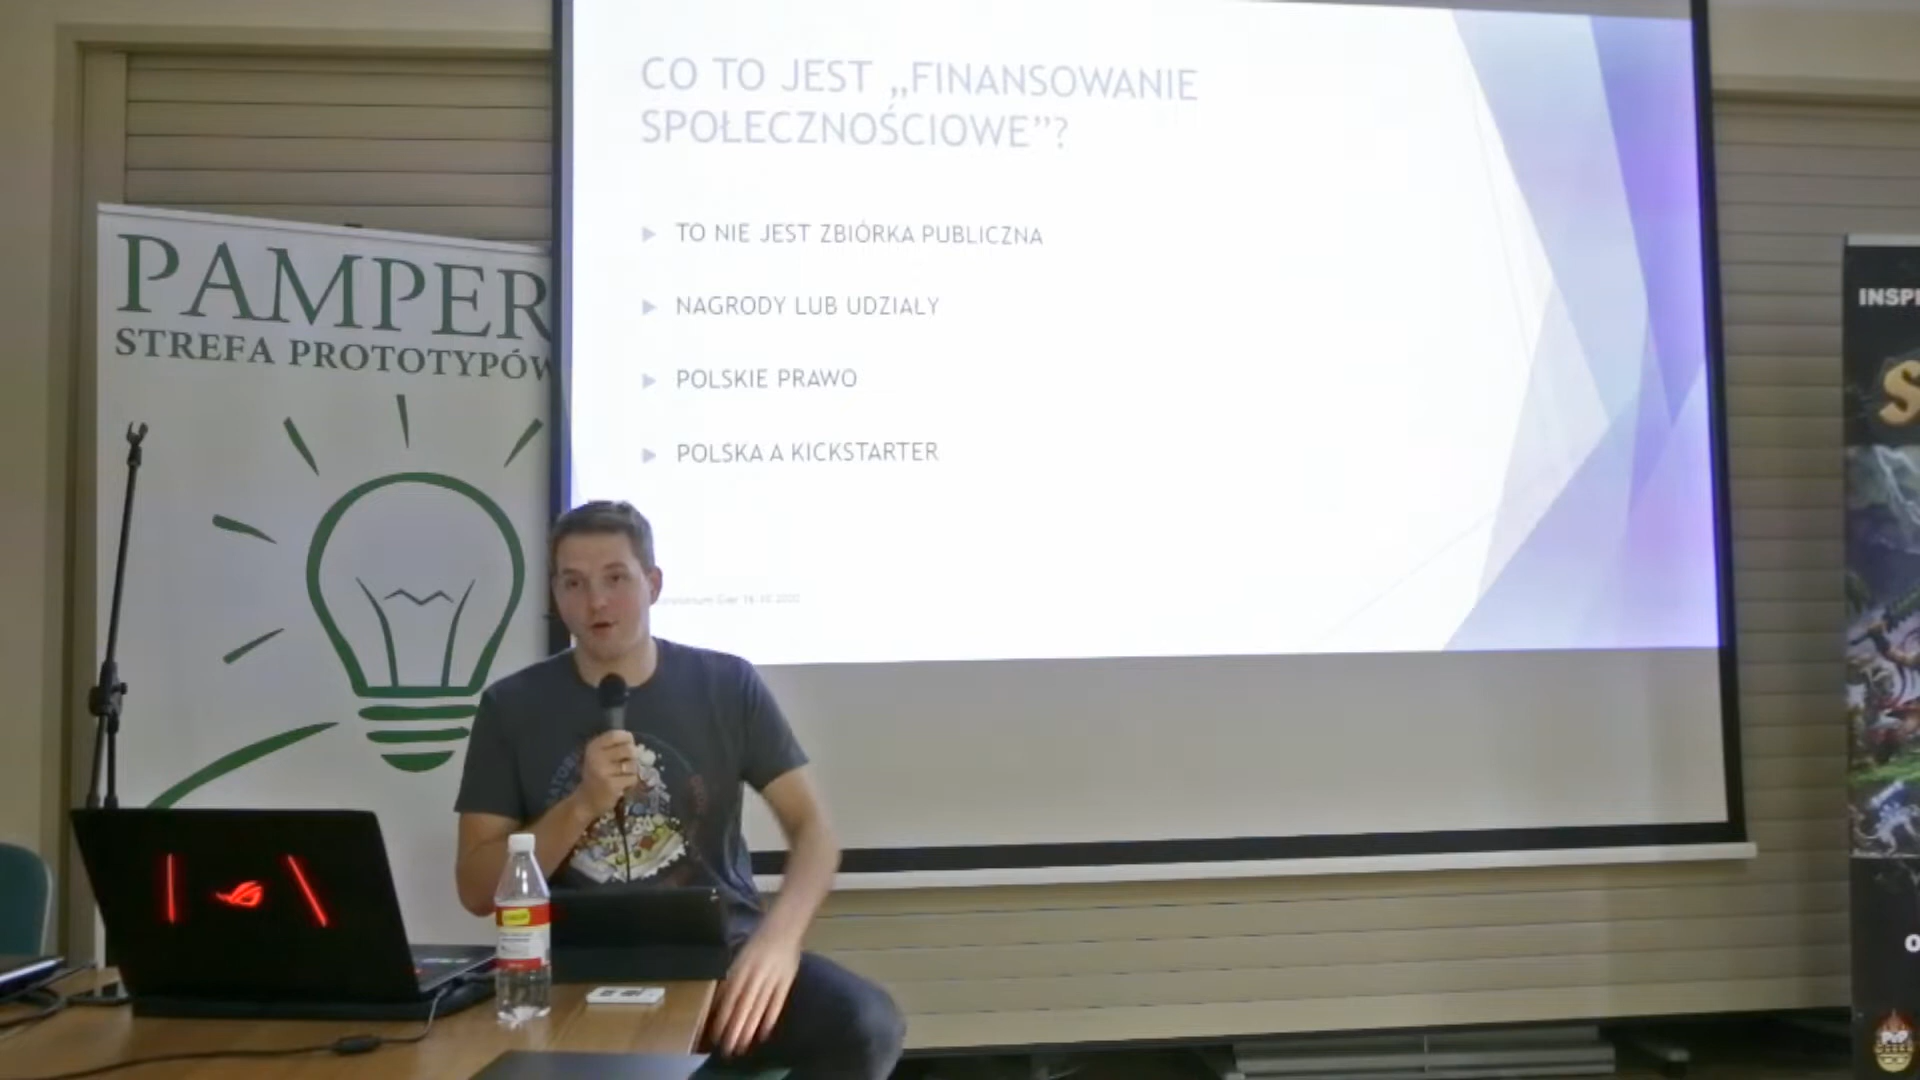 CO TO JEST „FINANSOWANIE
SPOŁECZNOŚCIOWE”?
TO NIE JEST ZBIÓRKA PUBLICZNA
NAGRODY LUB UDZIAŁY
POLSKIE PRAWO
POLSKA A KICKSTARTER
PAMPER
STREFA PROTOTYPÓW
INSPI
S
O